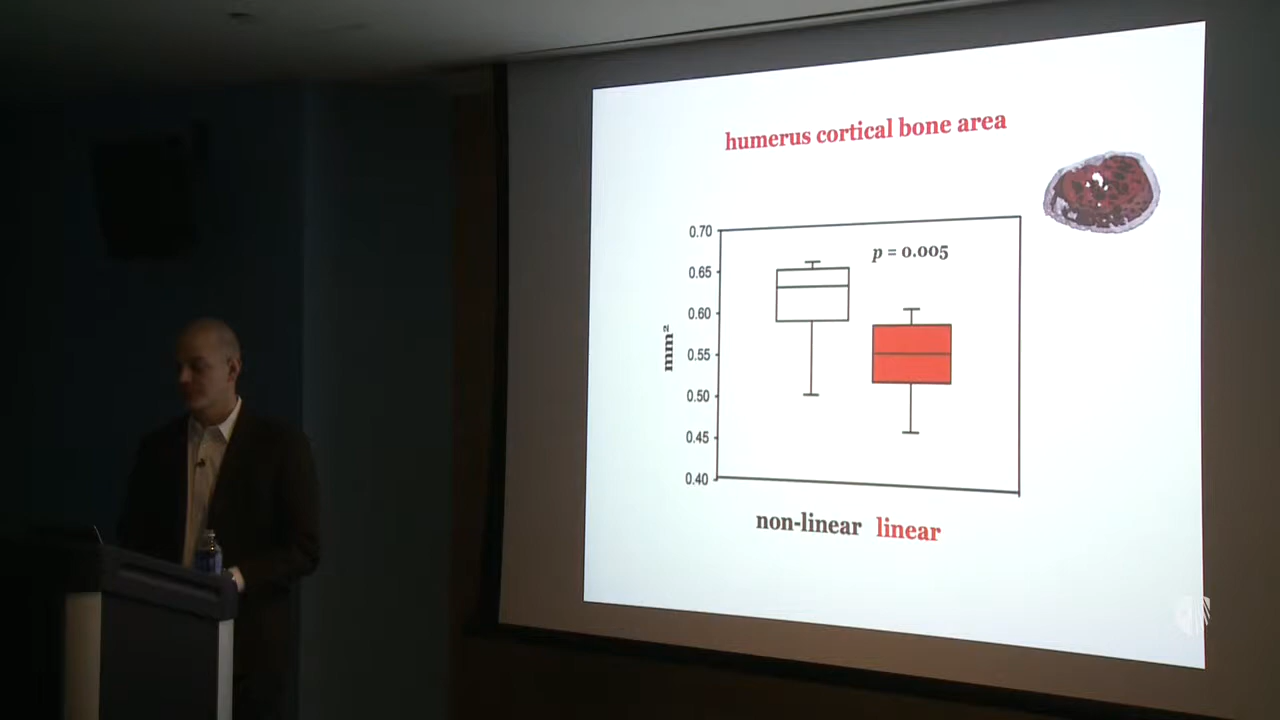 humerus cortical bone area
0.70
p = 0.005
0.65
0.60
mm²
0.55
0.50
0.45
0.40
non-linear linear